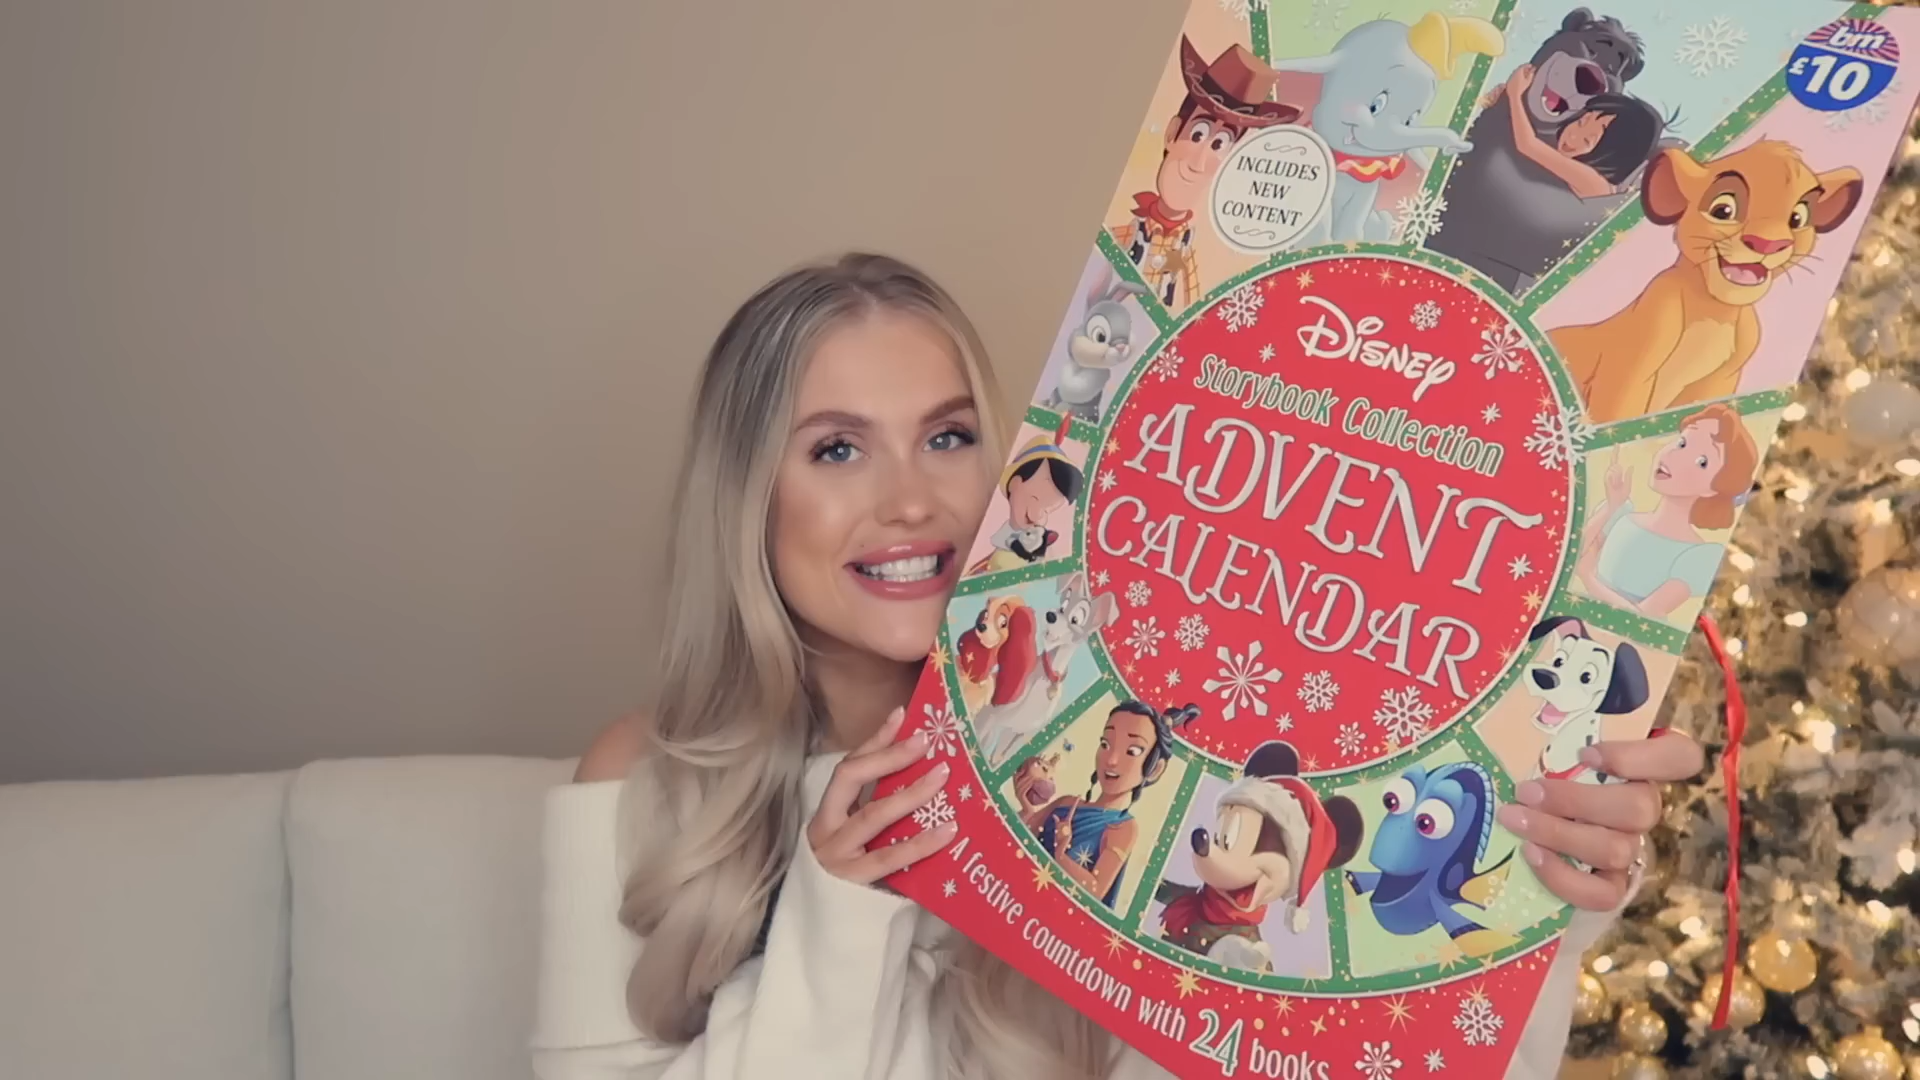 bm
£10
INCLUDES
NEW
CONTENT
DISNEY
Storybook Collection
ADVENT
CALENDAR
A festive countdown with 24 books